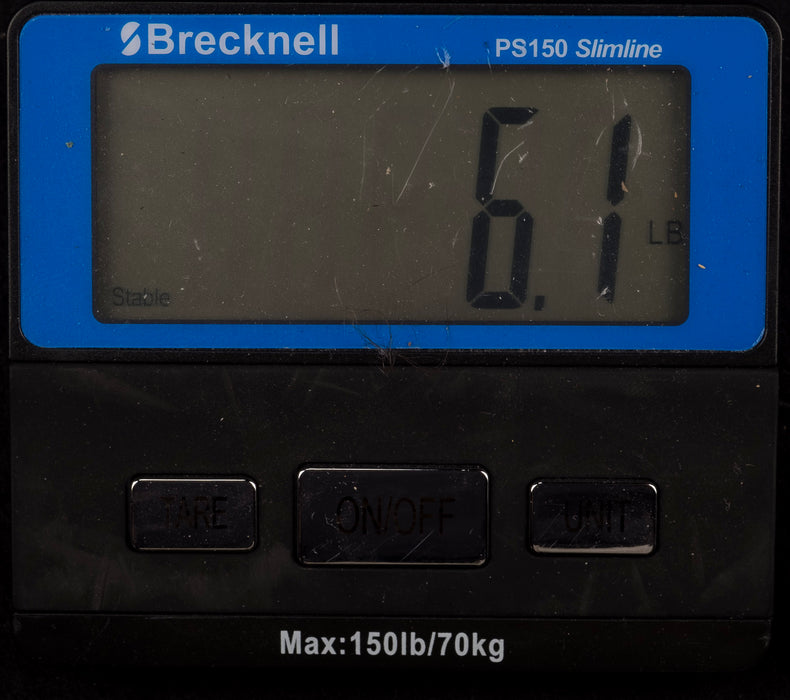 Brecknell
PS150 Slimline
6.1
LB
Stable
TARE ON/OFF UNIT
Max:150lb/70kg